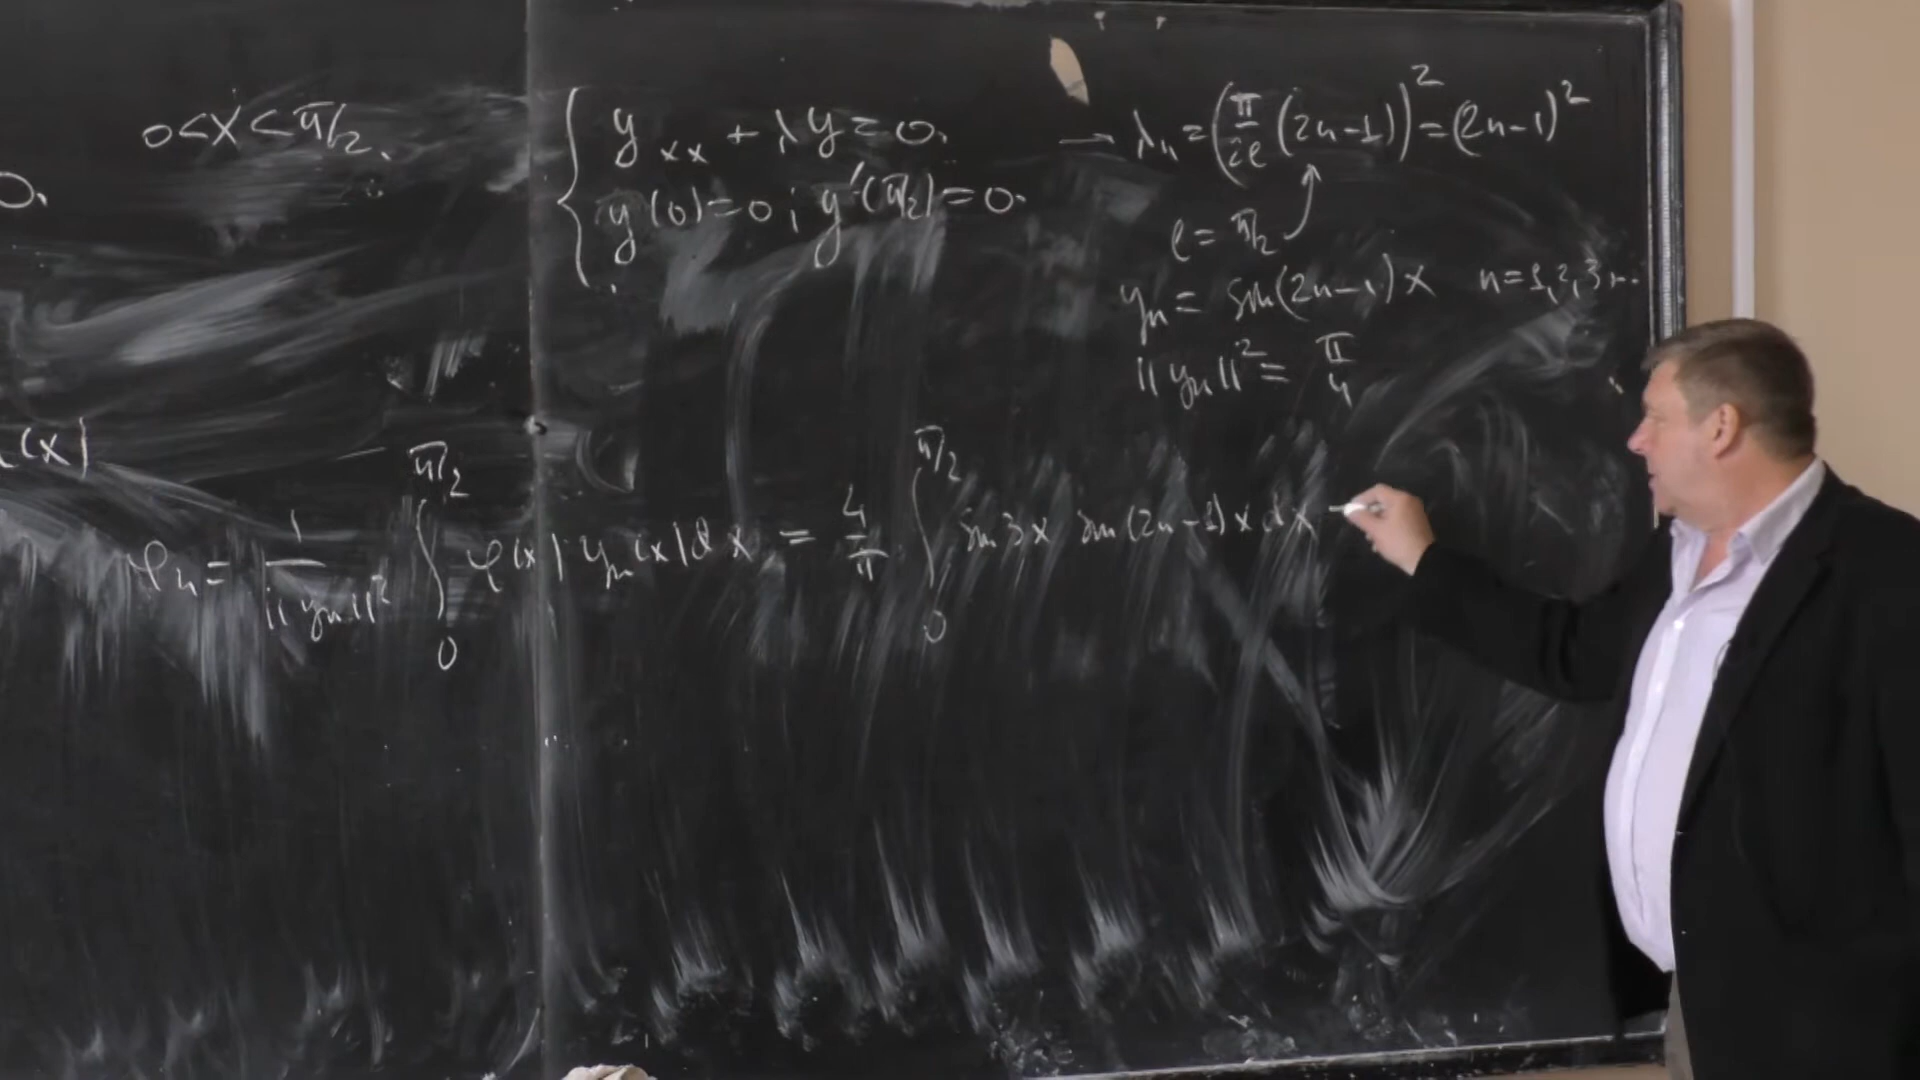 0<x<π/2.
0.
{ y_xx + λy = 0.
y(0)=0; y'(π/2)=0.
→ λ_n = (π/2ℓ (2n-1))² = (2n-1)²
ℓ = π/2
y_n = sin(2n-1)x n=1,2,3...
||y_n||² = π/4
(x)
φ_n = 1/||y_n||² ∫_0^{π/2} φ(x) y_n(x)dx = 4/π ∫_0^{π/2} sin 3x sin(2n-1)x dx =